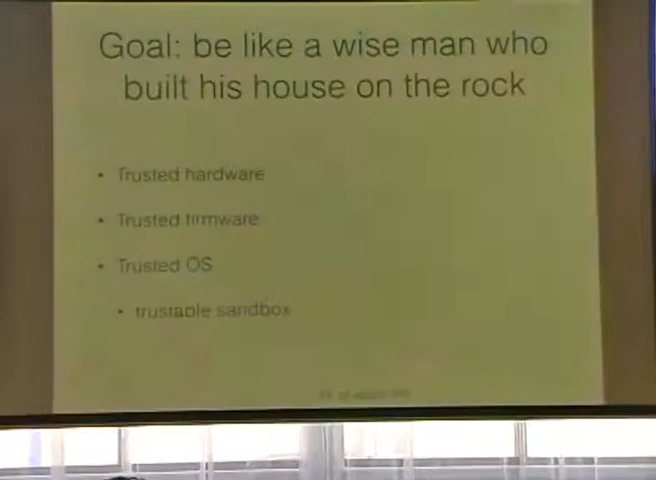 Goal: be like a wise man who
built his house on the rock
• Trusted hardware
• Trusted firmware
• Trusted OS
• trustable sandbox